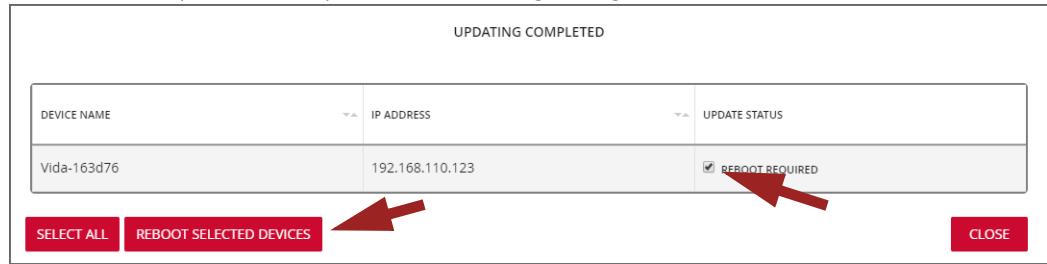 UPDATING COMPLETED
DEVICE NAME IP ADDRESS UPDATE STATUS
Vida-163d76 192.168.110.123 REBOOT REQUIRED
SELECT ALL REBOOT SELECTED DEVICES CLOSE